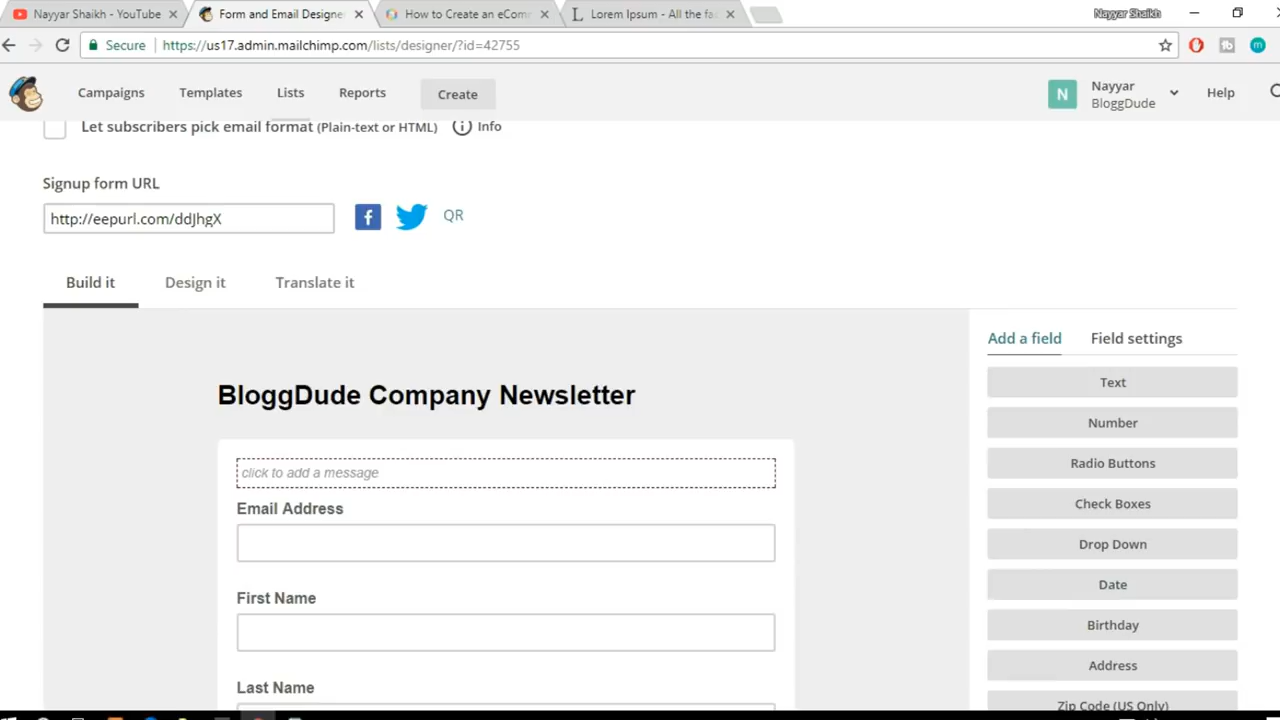 Nayyar Shaikh - YouTube
Form and Email Designe
How to Create an eComm
Lorem Ipsum - All the fa
Nayyar Shaikh
Secure
https://us17.admin.mailchimp.com/lists/designer/?id=42755
Campaigns
Templates
Lists
Reports
Create
N
Nayyar
BloggDude
Help
Let subscribers pick email format (Plain-text or HTML)
Info
Signup form URL
http://eepurl.com/ddJhgX
QR
Build it
Design it
Translate it
Add a field
Field settings
BloggDude Company Newsletter
click to add a message
Email Address
First Name
Last Name
Text
Number
Radio Buttons
Check Boxes
Drop Down
Date
Birthday
Address
Zip Code (US Only)